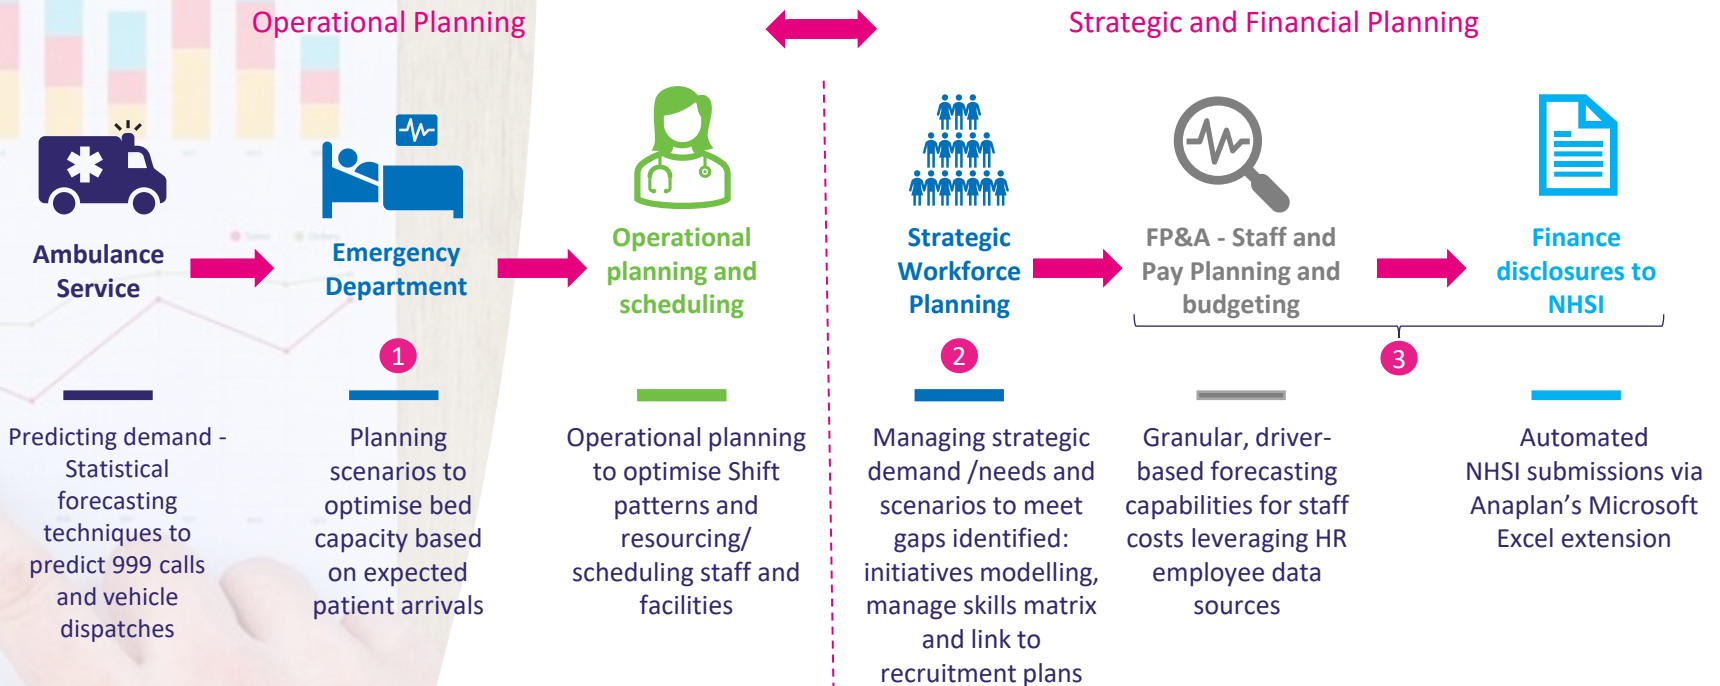 Operational Planning
Strategic and Financial Planning
Ambulance
Service
Emergency
Department
Operational
planning and
scheduling
Strategic
Workforce
Planning
FP&A - Staff and
Pay Planning and
budgeting
Finance
disclosures to
NHSI
1
2
3
Predicting demand -
Statistical
forecasting
techniques to
predict 999 calls
and vehicle
dispatches
Planning
scenarios to
optimise bed
capacity based
on expected
patient arrivals
Operational planning
to optimise Shift
patterns and
resourcing/
scheduling staff and
facilities
Managing strategic
demand /needs and
scenarios to meet
gaps identified:
initiatives modelling,
manage skills matrix
and link to
recruitment plans
Granular, driver-
based forecasting
capabilities for staff
costs leveraging HR
employee data
sources
Automated
NHSI submissions via
Anaplan's Microsoft
Excel extension
Sales
Orders